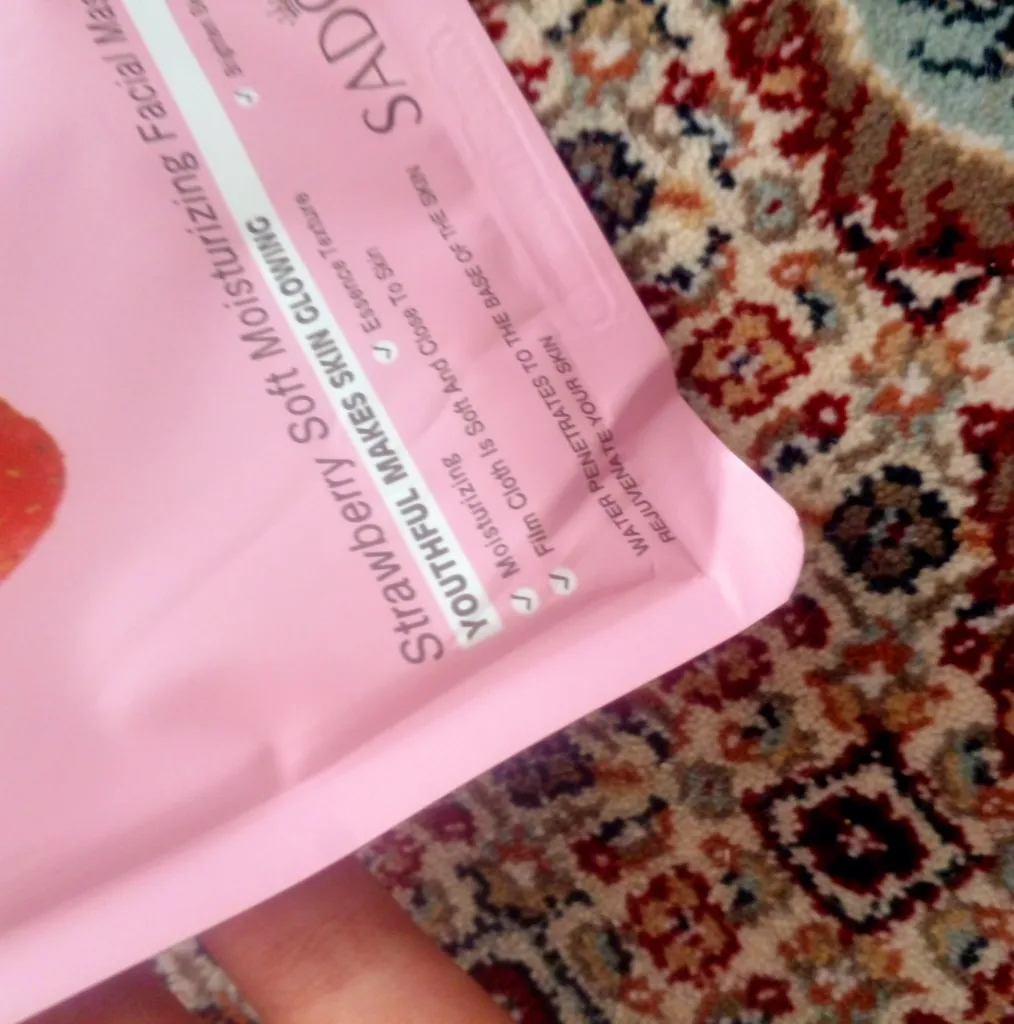 SADO
WATER PENETRATES TO THE BASE OF THE SKIN
REJUVENATE YOUR SKIN
Strawberry Soft Moisturizing Facial
YOUTHFUL MAKES SKIN GLOWING
Moisturizing
Essence Texture
Film Cloth Is Soft And Close To Skin